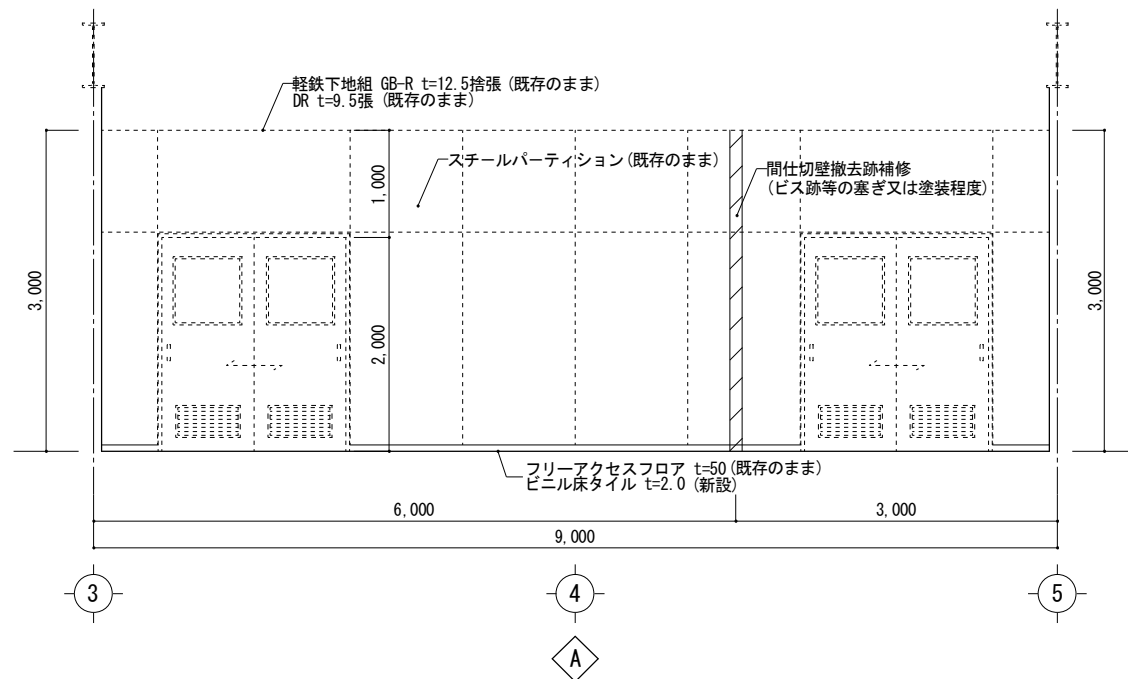 軽鉄下地組 GB-R t=12.5捨張(既存のまま)
DR t=9.5張 (既存のまま)
スチールパーティション(既存のまま)
間仕切壁撤去跡補修
(ビス跡等の塞ぎ又は塗装程度)
3,000
1,000
2,000
3,000
フリーアクセスフロア t=50(既存のまま)
ビニル床タイル t=2.0 (新設)
6,000
3,000
9,000
3
4
5
A